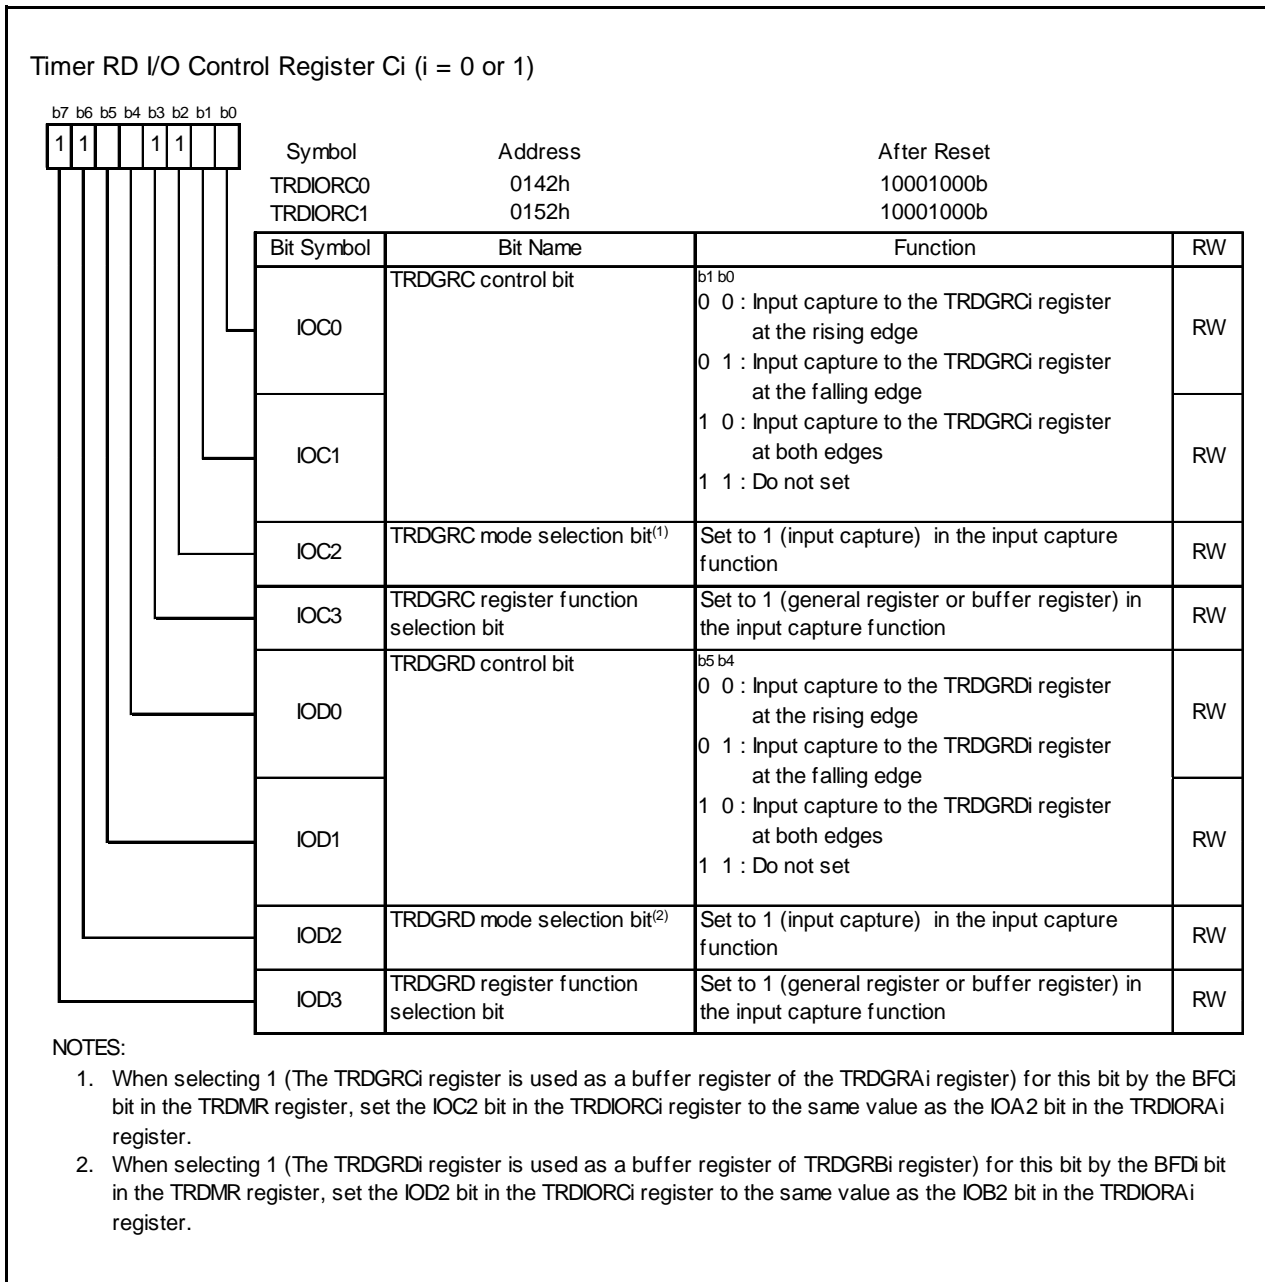 Timer RD I/O Control Register Ci (i = 0 or 1)
b7 b6 b5 b4 b3 b2 b1 b0
1 1 1 1
Symbol Address After Reset
TRDIORC0 0142h 10001000b
TRDIORC1 0152h 10001000b
Bit Symbol Bit Name Function RW
IOC0 TRDGRC control bit b1 b0
0 0 : Input capture to the TRDGRCi register
at the rising edge
RW
0 1 : Input capture to the TRDGRCi register
at the falling edge
IOC1 1 0 : Input capture to the TRDGRCi register
at both edges
RW
1 1 : Do not set
IOC2 TRDGRC mode selection bit(1) Set to 1 (input capture) in the input capture
function
RW
IOC3 TRDGRC register function
selection bit
Set to 1 (general register or buffer register) in
the input capture function
RW
IOD0 TRDGRD control bit b5 b4
0 0 : Input capture to the TRDGRDi register
at the rising edge
RW
0 1 : Input capture to the TRDGRDi register
at the falling edge
IOD1 1 0 : Input capture to the TRDGRDi register
at both edges
RW
1 1 : Do not set
IOD2 TRDGRD mode selection bit(2) Set to 1 (input capture) in the input capture
function
RW
IOD3 TRDGRD register function
selection bit
Set to 1 (general register or buffer register) in
the input capture function
RW
NOTES:
1. When selecting 1 (The TRDGRCi register is used as a buffer register of the TRDGRAi register) for this bit by the BFCi
bit in the TRDMR register, set the IOC2 bit in the TRDIORCi register to the same value as the IOA2 bit in the TRDIORAi
register.
2. When selecting 1 (The TRDGRDi register is used as a buffer register of TRDGRBi register) for this bit by the BFDi bit
in the TRDMR register, set the IOD2 bit in the TRDIORCi register to the same value as the IOB2 bit in the TRDIORAi
register.